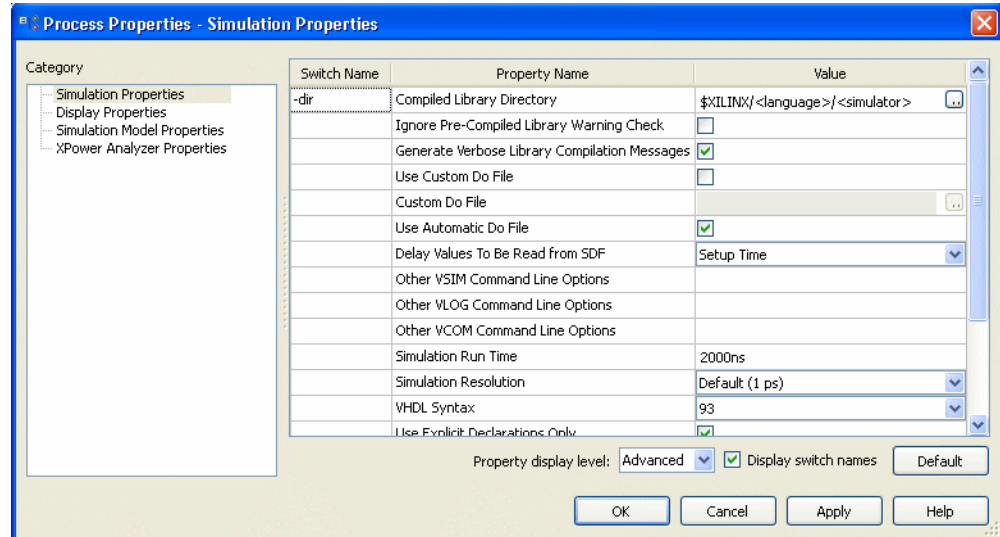 Process Properties - Simulation Properties
Category
Simulation Properties
Display Properties
Simulation Model Properties
XPower Analyzer Properties
Switch Name Property Name Value
-dir Compiled Library Directory $XILINX/<language>/<simulator> ..
Ignore Pre-Compiled Library Warning Check
Generate Verbose Library Compilation Messages
Use Custom Do File
Custom Do File ..
Use Automatic Do File
Delay Values To Be Read from SDF Setup Time
Other VSIM Command Line Options
Other VLOG Command Line Options
Other VCOM Command Line Options
Simulation Run Time 2000ns
Simulation Resolution Default (1 ps)
VHDL Syntax 93
Use Explicit Declarations Only
Property display level: Advanced Display switch names Default
OK Cancel Apply Help